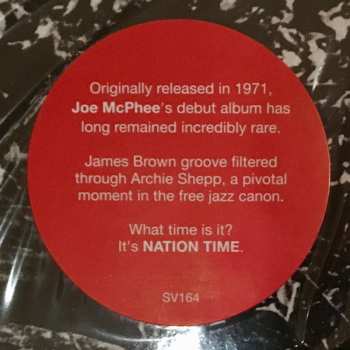 Originally released in 1971,
Joe McPhee's debut album has
long remained incredibly rare.
James Brown groove filtered
through Archie Shepp, a pivotal
moment in the free jazz canon.
What time is it?
It's NATION TIME.
SV164